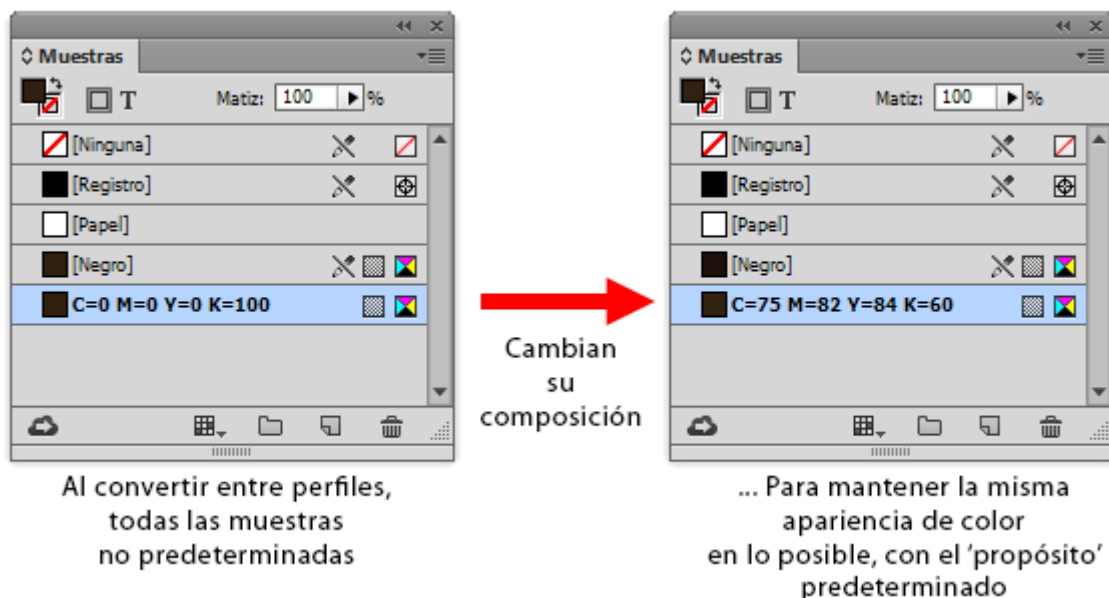 Muestras
T Matiz: 100 %
[Ninguna]
[Registro]
[Papel]
[Negro]
C=0 M=0 Y=0 K=100
Al convertir entre perfiles,
todas las muestras
no predeterminadas
Cambian
su
composición
Muestras
T Matiz: 100 %
[Ninguna]
[Registro]
[Papel]
[Negro]
C=75 M=82 Y=84 K=60
... Para mantener la misma
apariencia de color
en lo posible, con el ‘propósito’
predeterminado